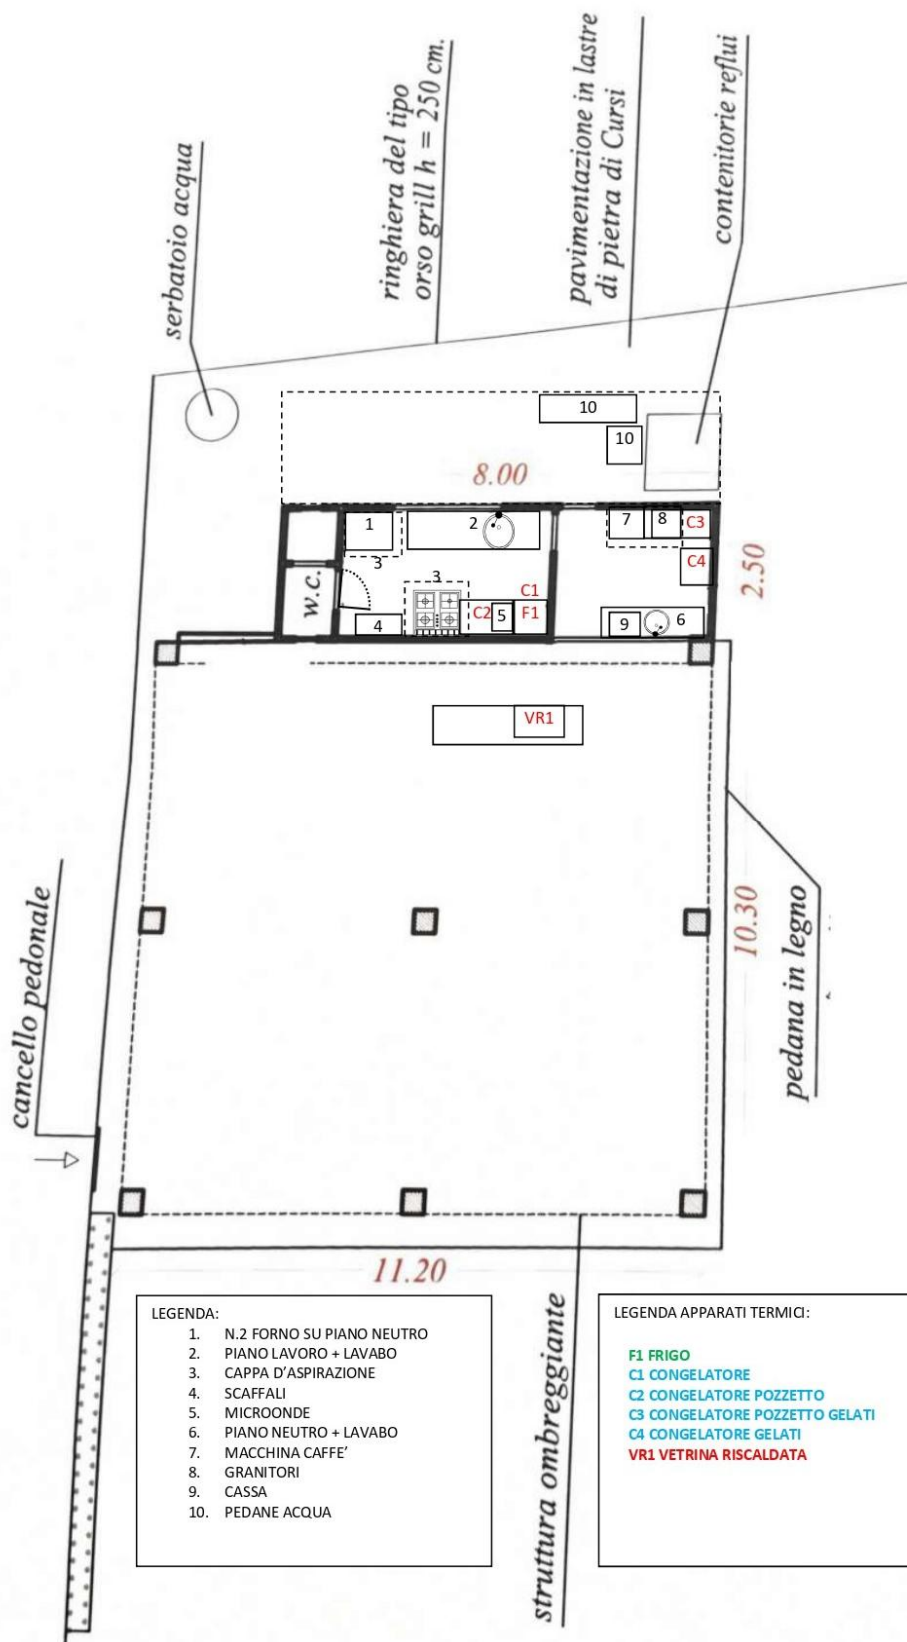 serbatoio acqua
ringhiera del tipo
orso grill h = 250 cm.
pavimentazione in lastre
di pietra di Cursi
contenitorie reflui
10
10
8.00
1
2
7
8
C3
3
C4
2.50
w.c.
3
C1
C2
5
F1
4
9
6
VR1
cancello pedonale
10.30
pedana in legno
11.20
struttura ombreggiante
LEGENDA:
1. N.2 FORNO SU PIANO NEUTRO
2. PIANO LAVORO + LAVABO
3. CAPPA D'ASPIRAZIONE
4. SCAFFALI
5. MICROONDE
6. PIANO NEUTRO + LAVABO
7. MACCHINA CAFFE'
8. GRANITORI
9. CASSA
10. PEDANE ACQUA
LEGENDA APPARATI TERMICI:
F1 FRIGO
C1 CONGELATORE
C2 CONGELATORE POZZETTO
C3 CONGELATORE POZZETTO GELATI
C4 CONGELATORE GELATI
VR1 VETRINA RISCALDATA